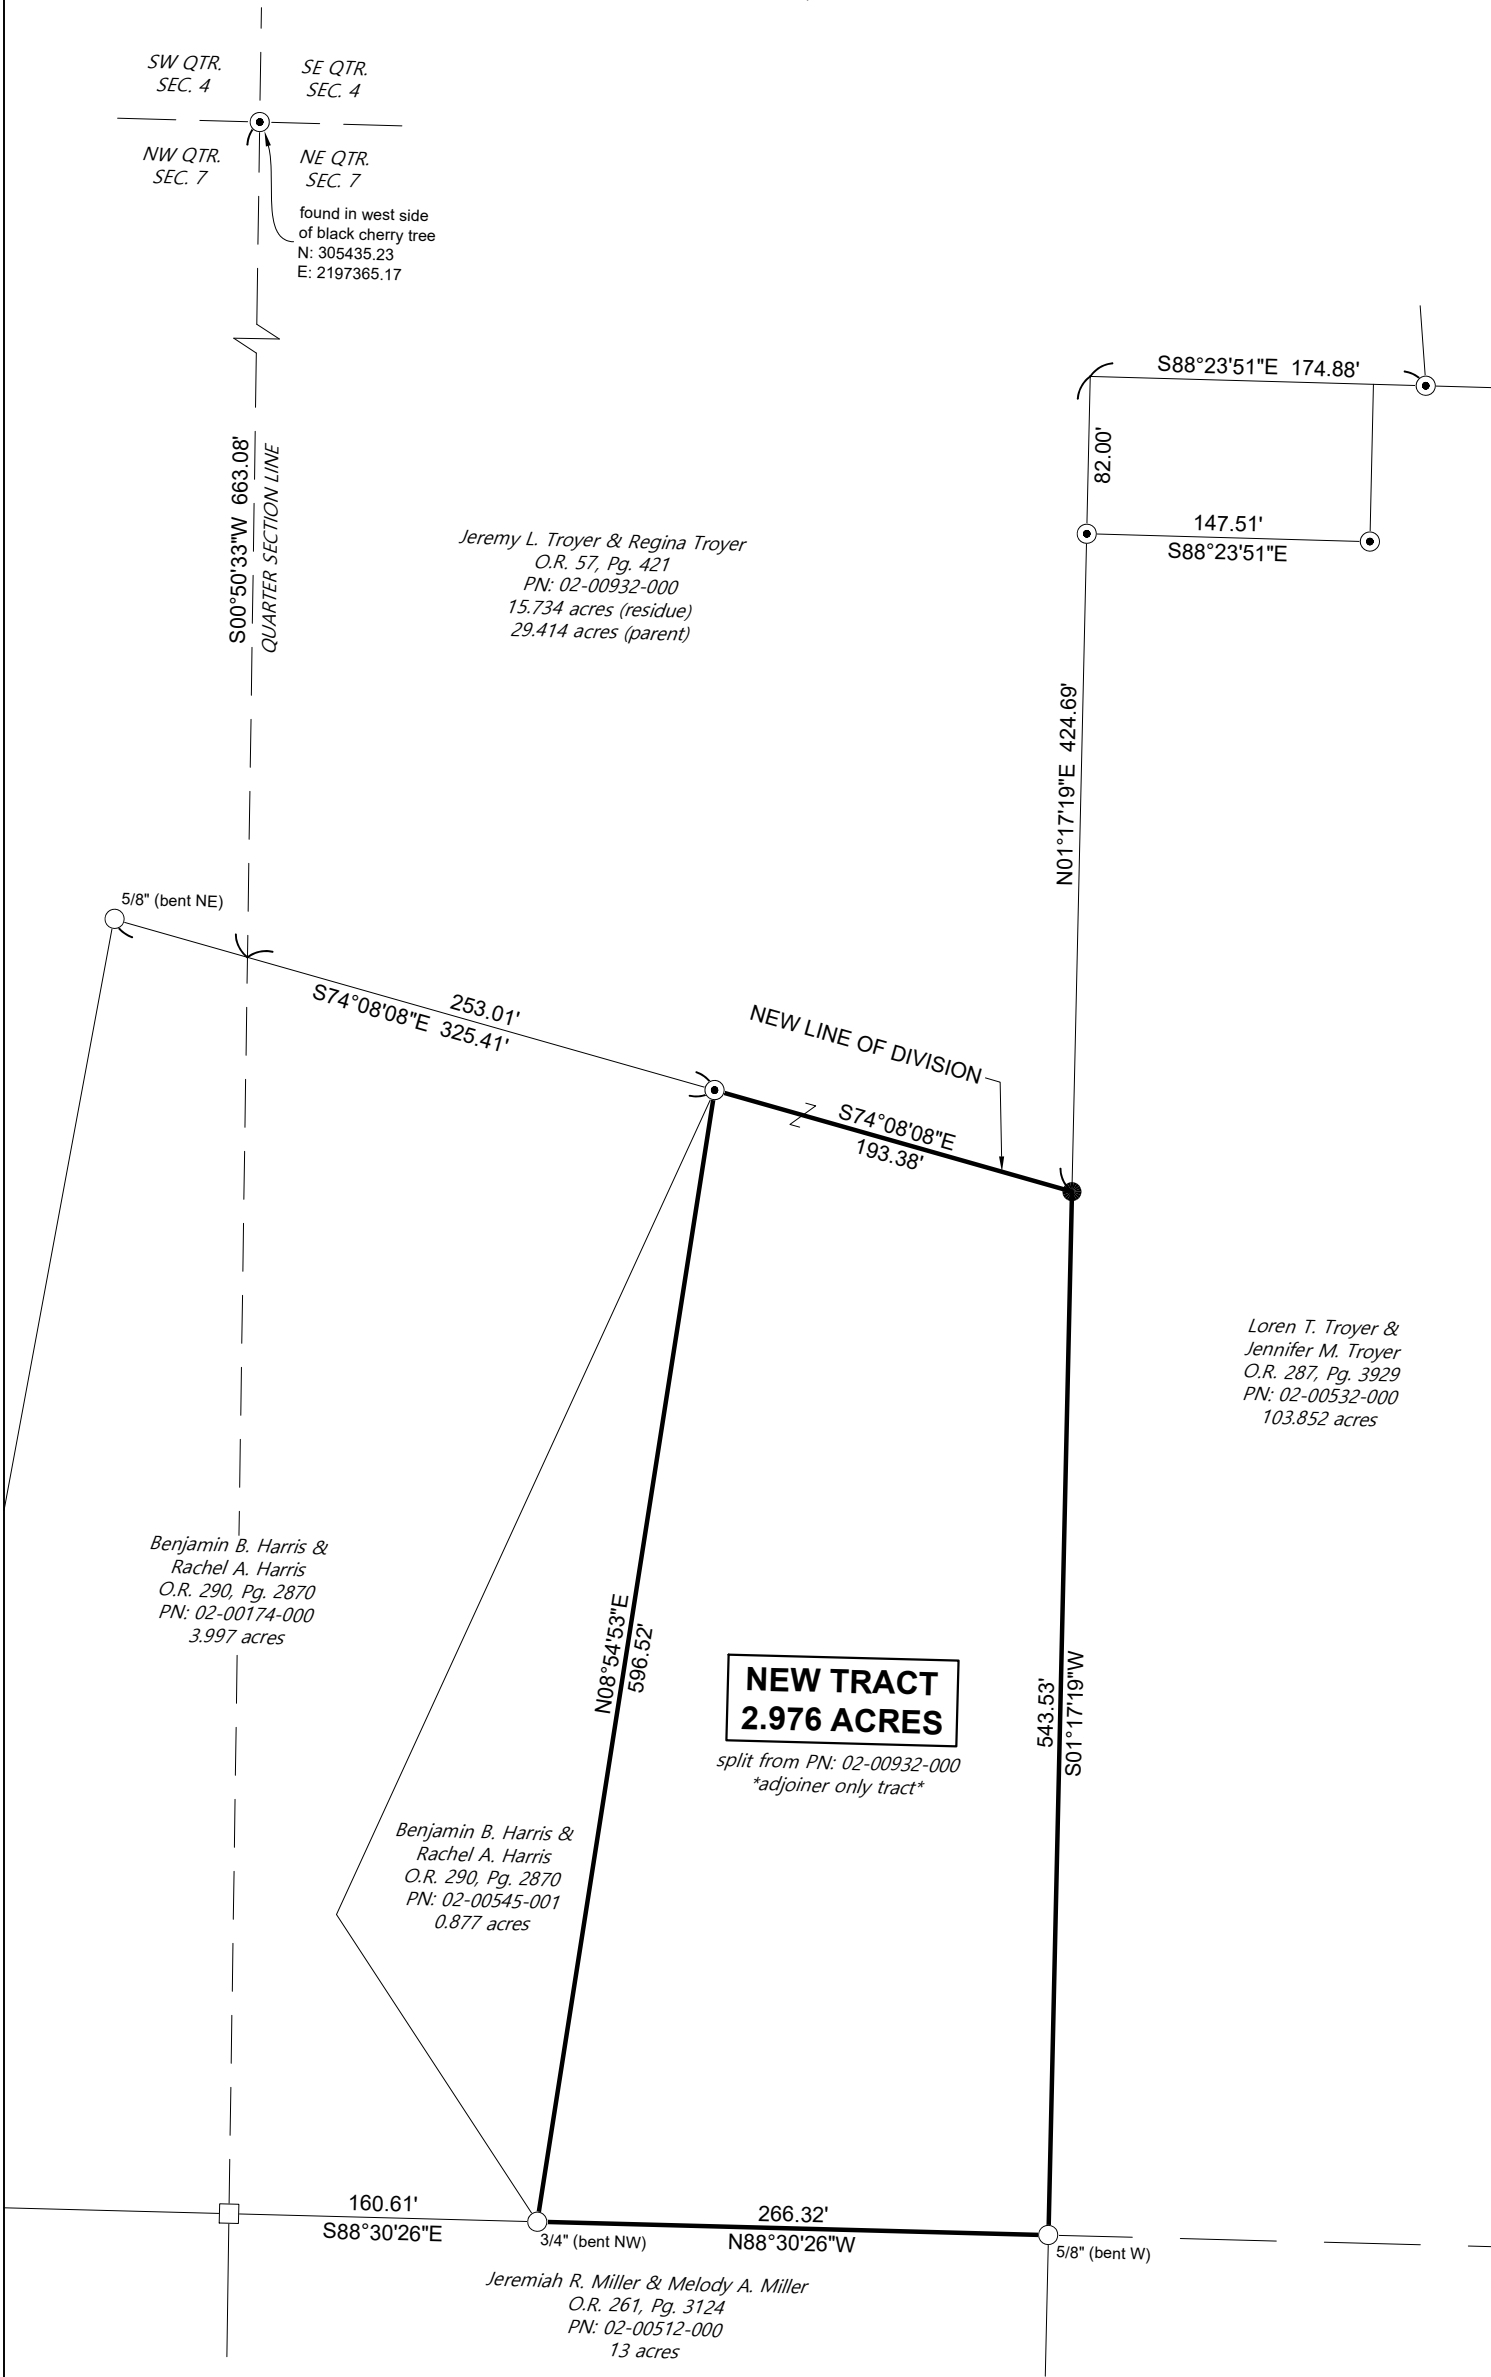 SW QTR.
SEC. 4
SE QTR.
SEC. 4
NW QTR.
SEC. 7
NE QTR.
SEC. 7
found in west side
of black cherry tree
N: 305435.23
E: 2197365.17
S88°23'51"E 174.88'
82.00'
147.51'
S88°23'51"E
S00°50'33"W 663.08'
QUARTER SECTION LINE
Jeremy L. Troyer & Regina Troyer
O.R. 57, Pg. 421
PN: 02-00932-000
15.734 acres (residue)
29.414 acres (parent)
N01°17'19"E 424.69'
5/8" (bent NE)
253.01'
S74°08'08"E 325.41'
NEW LINE OF DIVISION
S74°08'08"E
193.38'
Loren T. Troyer &
Jennifer M. Troyer
O.R. 287, Pg. 3929
PN: 02-00532-000
103.852 acres
Benjamin B. Harris &
Rachel A. Harris
O.R. 290, Pg. 2870
PN: 02-00174-000
3.997 acres
N08°54'53"E
596.52'
NEW TRACT
2.976 ACRES
split from PN: 02-00932-000
*adjoiner only tract*
543.53'
S01°17'19"W
Benjamin B. Harris &
Rachel A. Harris
O.R. 290, Pg. 2870
PN: 02-00545-001
0.877 acres
160.61'
S88°30'26"E
3/4" (bent NW)
266.32'
N88°30'26"W
5/8" (bent W)
Jeremiah R. Miller & Melody A. Miller
O.R. 261, Pg. 3124
PN: 02-00512-000
13 acres